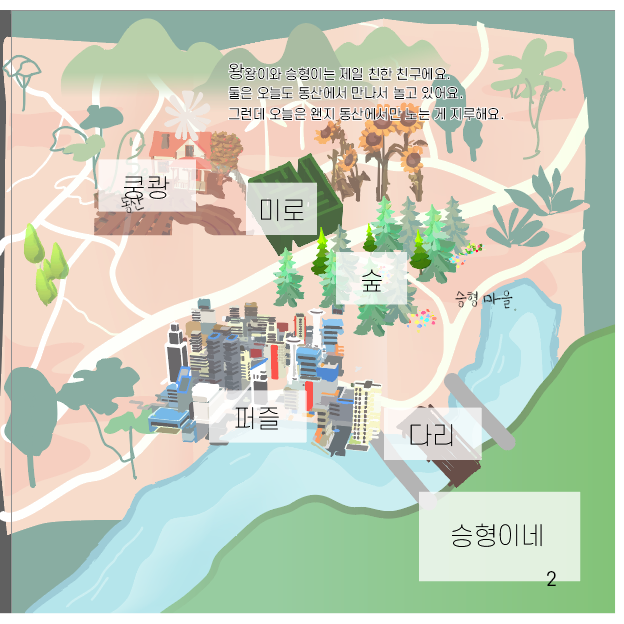 왕왕이와 승형이는 제일 친한 친구에요.
둘은 오늘도 동산에서 만나서 놀고 있어요.
그런데 오늘은 왠지 동산에서만 노는 게 지루해요.
쿵쾅
동산
미로
숲
승형 마을.
퍼즐
다리
승형이네
2